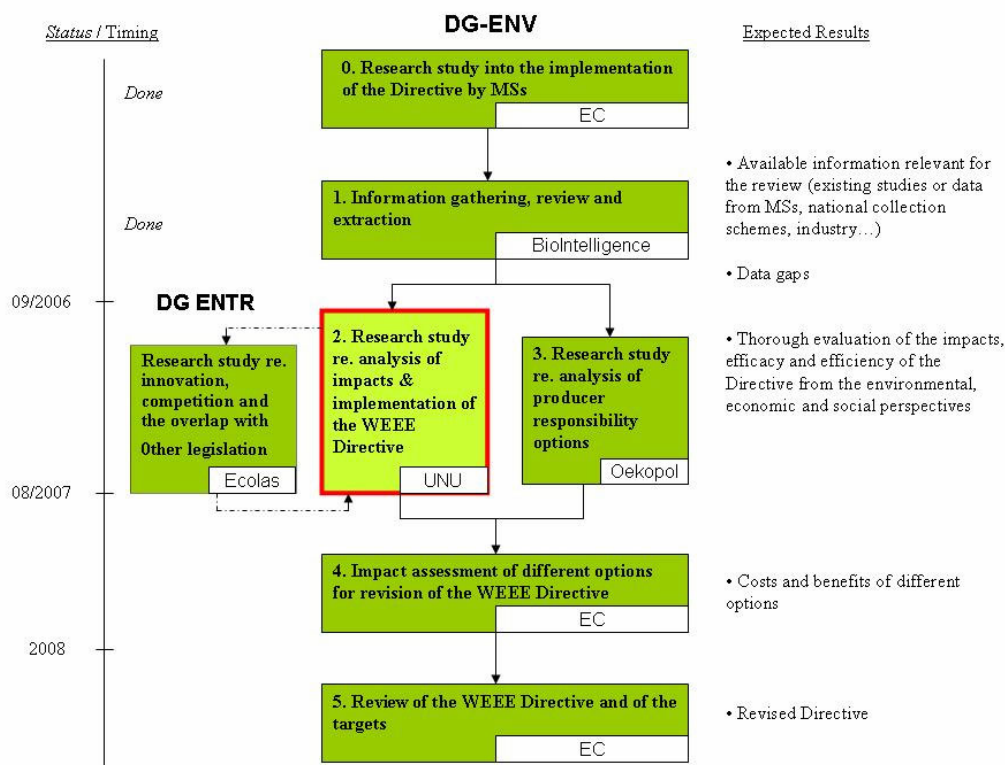 Status / Timing
DG-ENV
Expected Results
0. Research study into the implementation
of the Directive by MSs
EC
Done
1. Information gathering, review and
extraction
BioIntelligence
Done
• Available information relevant for
the review (existing studies or data
from MSs, national collection
schemes, industry…)
• Data gaps
09/2006
DG ENTR
Research study re.
innovation,
competition and
the overlap with
Other legislation
Ecolas
2. Research study
re. analysis of
impacts &
implementation of
the WEEE
Directive
UNU
3. Research study
re. analysis of
producer
responsibility
options
Oekopol
• Thorough evaluation of the impacts,
efficacy and efficiency of the
Directive from the environmental,
economic and social perspectives
08/2007
4. Impact assessment of different options
for revision of the WEEE Directive
EC
• Costs and benefits of different
options
2008
5. Review of the WEEE Directive and of the
targets
EC
• Revised Directive